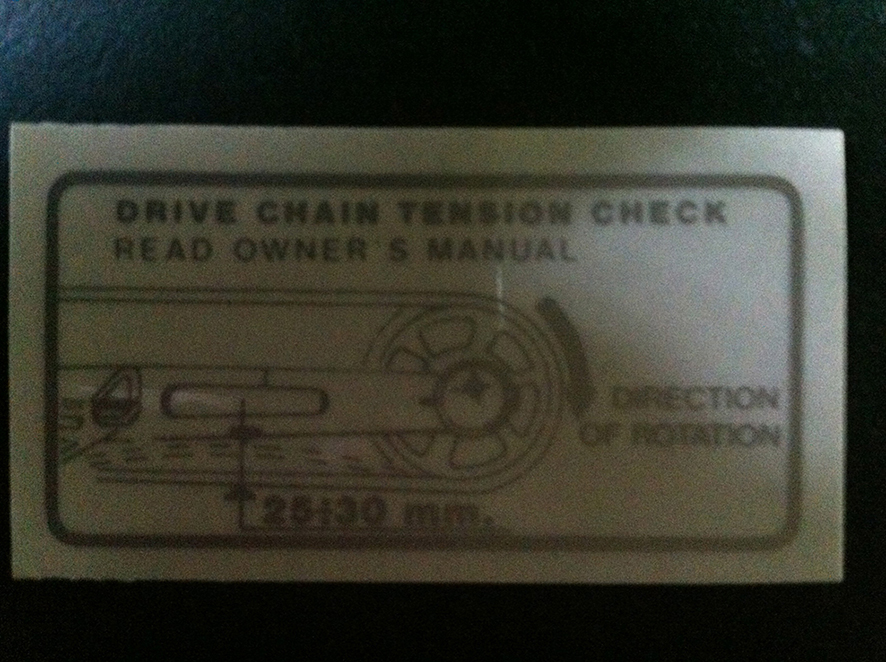 DRIVE CHAIN TENSION CHECK
READ OWNER'S MANUAL
DIRECTION
OF ROTATION
25÷30 mm.